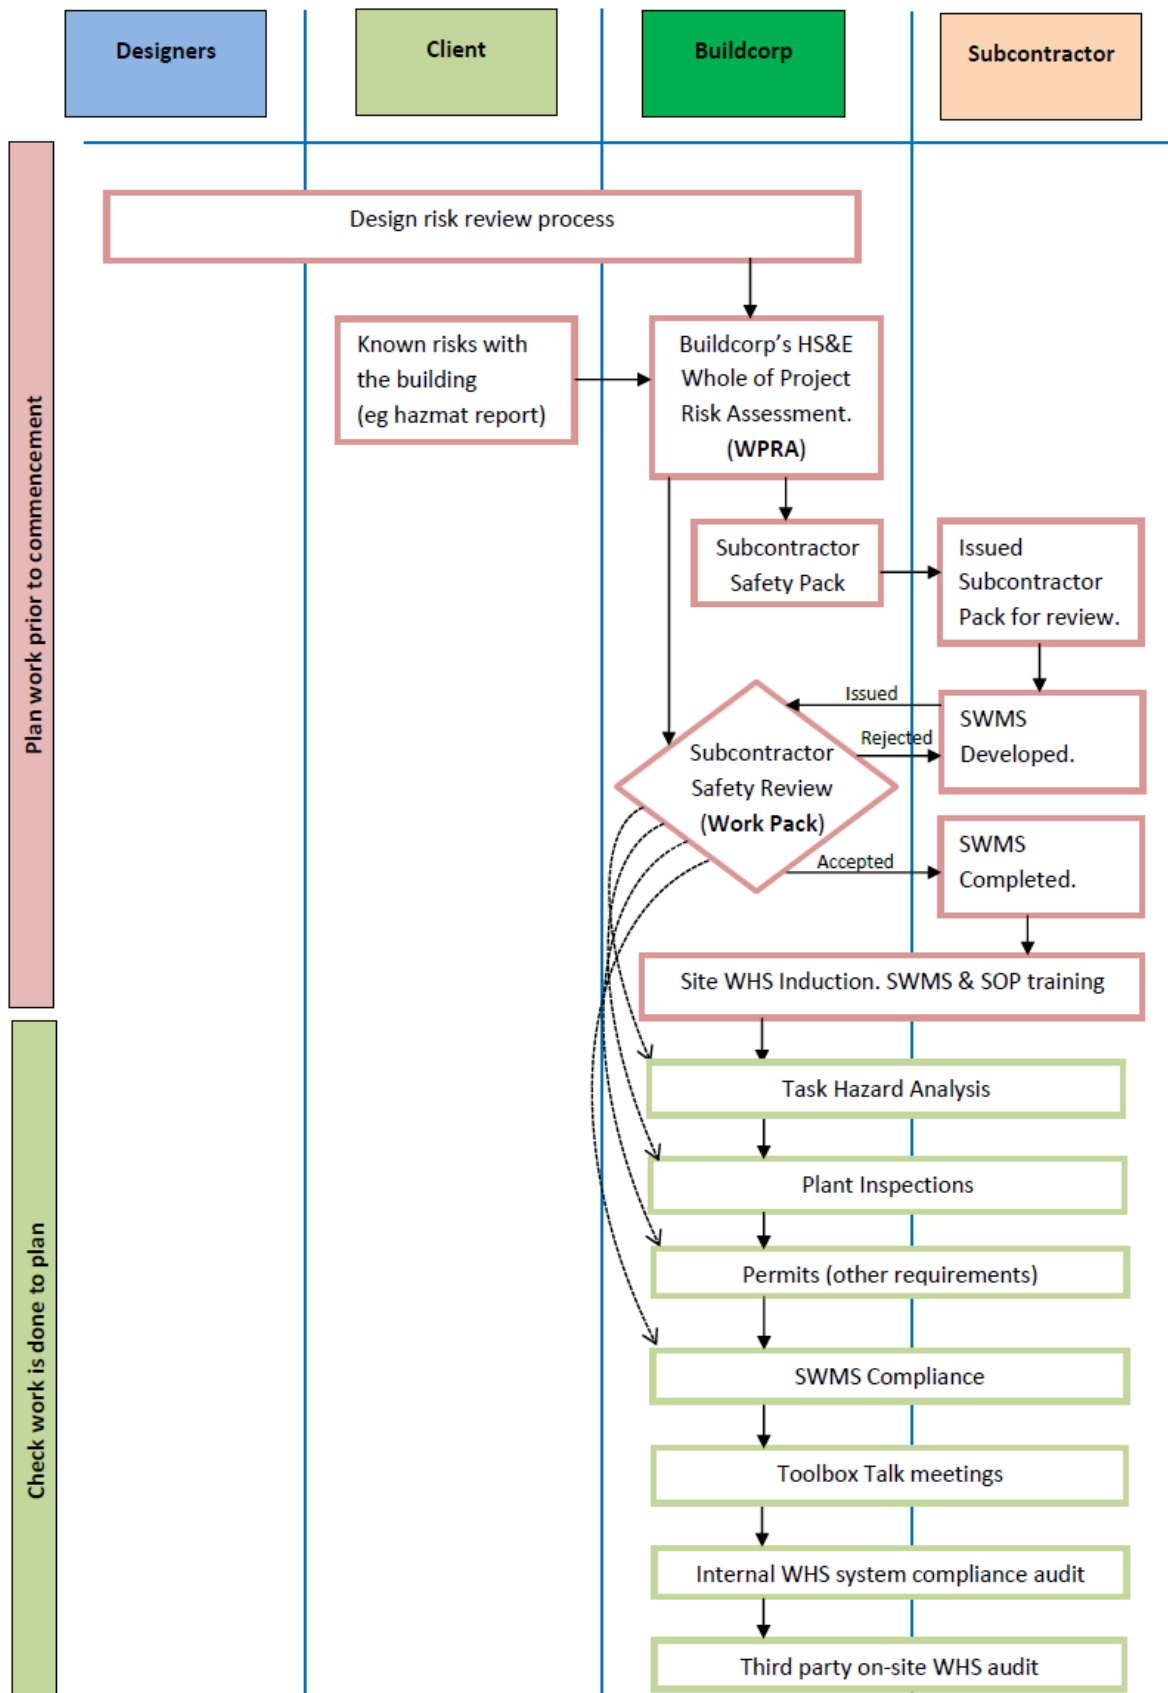 Designers
Client
Buildcorp
Subcontractor
Plan work prior to commencement
Design risk review process
Known risks with
the building
(eg hazmat report)
Buildcorp’s HS&E
Whole of Project
Risk Assessment.
(WPRA)
Subcontractor
Safety Pack
Issued
Subcontractor
Pack for review.
Issued
Rejected
SWMS
Developed.
Subcontractor
Safety Review
(Work Pack)
Accepted
SWMS
Completed.
Site WHS Induction. SWMS & SOP training
Check work is done to plan
Task Hazard Analysis
Plant Inspections
Permits (other requirements)
SWMS Compliance
Toolbox Talk meetings
Internal WHS system compliance audit
Third party on-site WHS audit